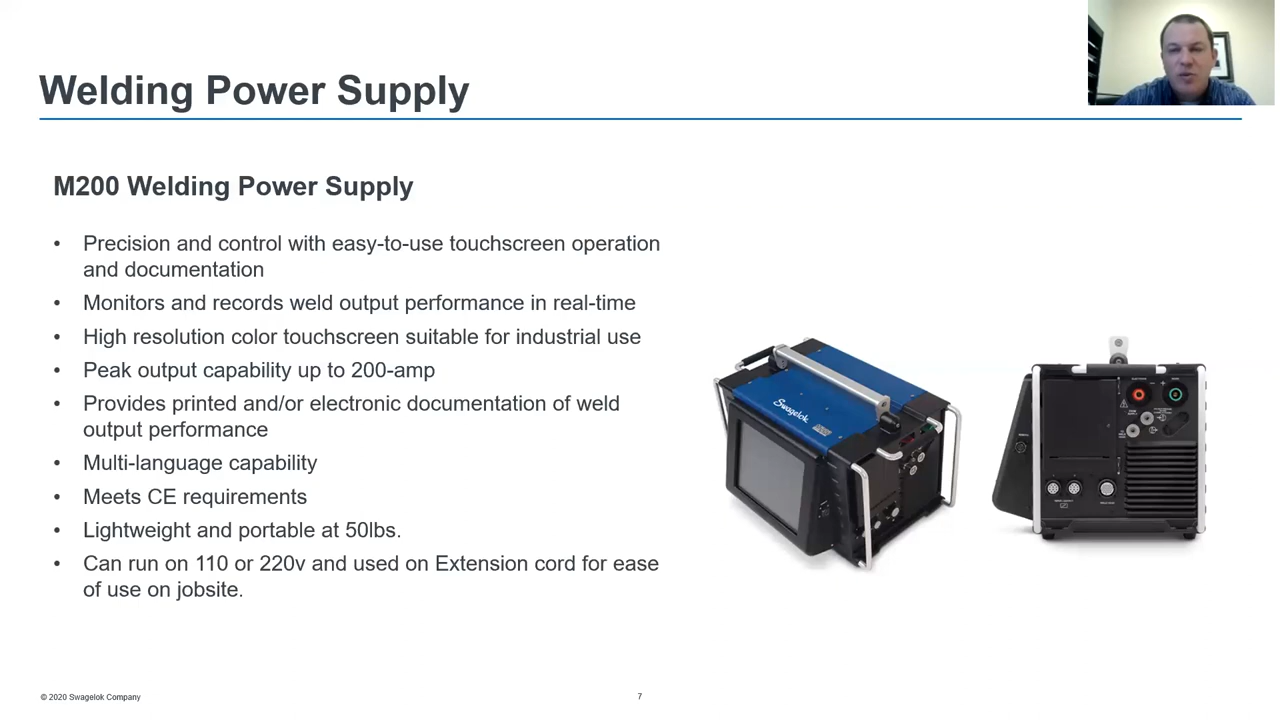 Welding Power Supply
M200 Welding Power Supply
• Precision and control with easy-to-use touchscreen operation
and documentation
• Monitors and records weld output performance in real-time
• High resolution color touchscreen suitable for industrial use
• Peak output capability up to 200-amp
• Provides printed and/or electronic documentation of weld
output performance
• Multi-language capability
• Meets CE requirements
• Lightweight and portable at 50lbs.
• Can run on 110 or 220v and used on Extension cord for ease
of use on jobsite.
Swagelok
© 2020 Swagelok Company
7